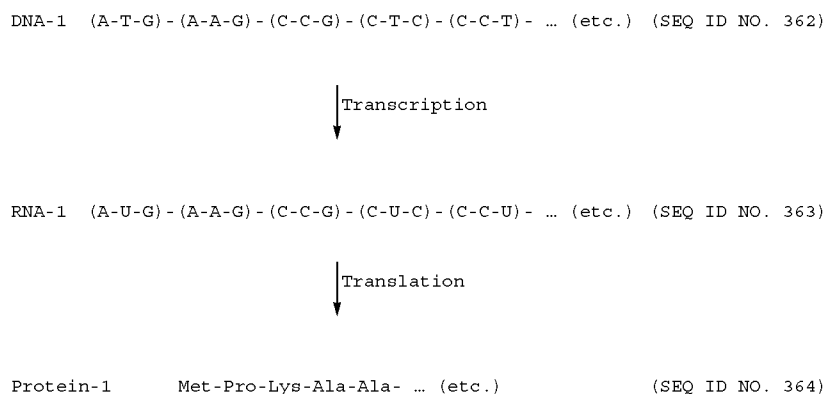 DNA-1 (A-T-G)-(A-A-G)-(C-C-G)-(C-T-C)-(C-C-T)- … (etc.) (SEQ ID NO. 362)
Transcription
RNA-1 (A-U-G)-(A-A-G)-(C-C-G)-(C-U-C)-(C-C-U)- … (etc.) (SEQ ID NO. 363)
Translation
Protein-1 Met-Pro-Lys-Ala-Ala- … (etc.) (SEQ ID NO. 364)